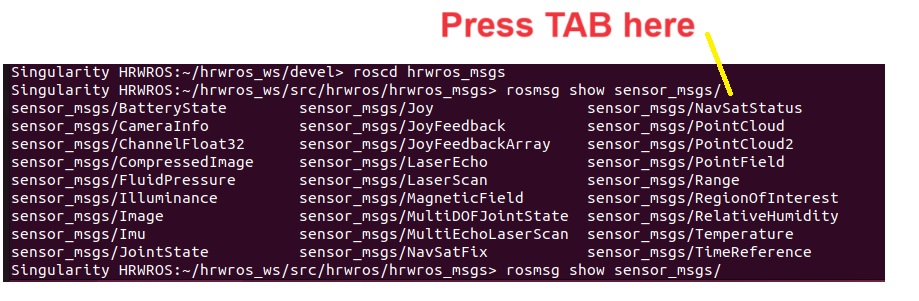 Press TAB here
Singularity HRWROS:~/hrwros_ws/devel> roscd hrwros_msgs
Singularity HRWROS:~/hrwros_ws/src/hrwros/hrwros_msgs> rosmsg show sensor_msgs/
sensor_msgs/BatteryState sensor_msgs/Joy sensor_msgs/NavSatStatus
sensor_msgs/CameraInfo sensor_msgs/JoyFeedback sensor_msgs/PointCloud
sensor_msgs/ChannelFloat32 sensor_msgs/JoyFeedbackArray sensor_msgs/PointCloud2
sensor_msgs/CompressedImage sensor_msgs/LaserEcho sensor_msgs/PointField
sensor_msgs/FluidPressure sensor_msgs/LaserScan sensor_msgs/Range
sensor_msgs/Illuminance sensor_msgs/MagneticField sensor_msgs/RegionOfInterest
sensor_msgs/Image sensor_msgs/MultiDOFJointState sensor_msgs/RelativeHumidity
sensor_msgs/Imu sensor_msgs/MultiEchoLaserScan sensor_msgs/Temperature
sensor_msgs/JointState sensor_msgs/NavSatFix sensor_msgs/TimeReference
Singularity HRWROS:~/hrwros_ws/src/hrwros/hrwros_msgs> rosmsg show sensor_msgs/